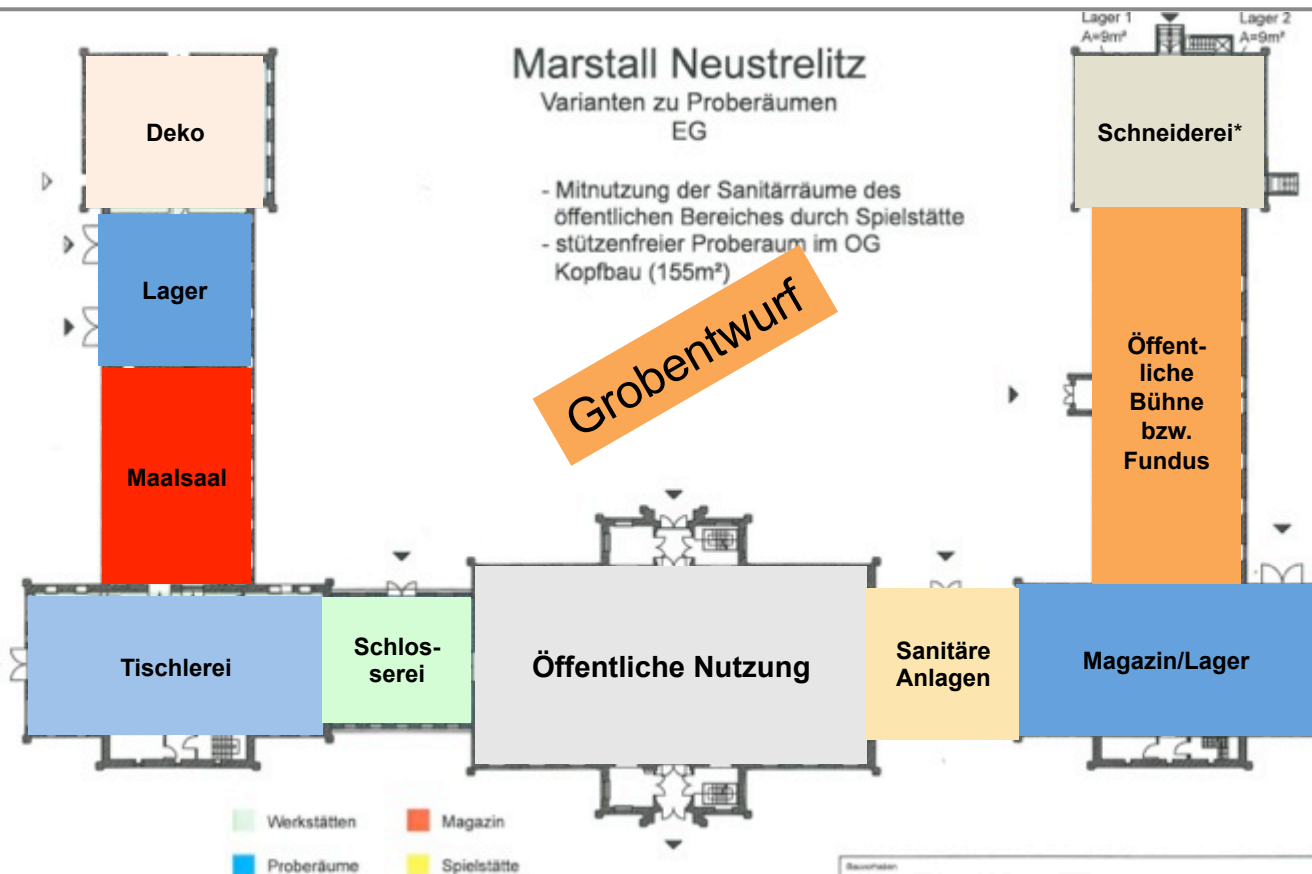 Lager 1
A=9m²
Lager 2
A=9m²
Marstall Neustrelitz
Varianten zu Proberäumen
EG
- Mitnutzung der Sanitärräume des
öffentlichen Bereiches durch Spielstätte
- stützenfreier Proberaum im OG
Kopfbau (155m²)
Grobentwurf
Deko
Lager
Maalsaal
Tischlerei
Schlos-
serei
Öffentliche Nutzung
Sanitäre
Anlagen
Magazin/Lager
Schneiderei*
Öffent-
liche
Bühne
bzw.
Fundus
Werkstätten
Magazin
Proberäume
Spielstätte
Bauvorhaben